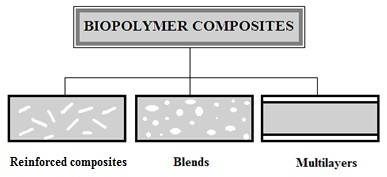 BIOPOLYMER COMPOSITES
Reinforced composites
Blends
Multilayers